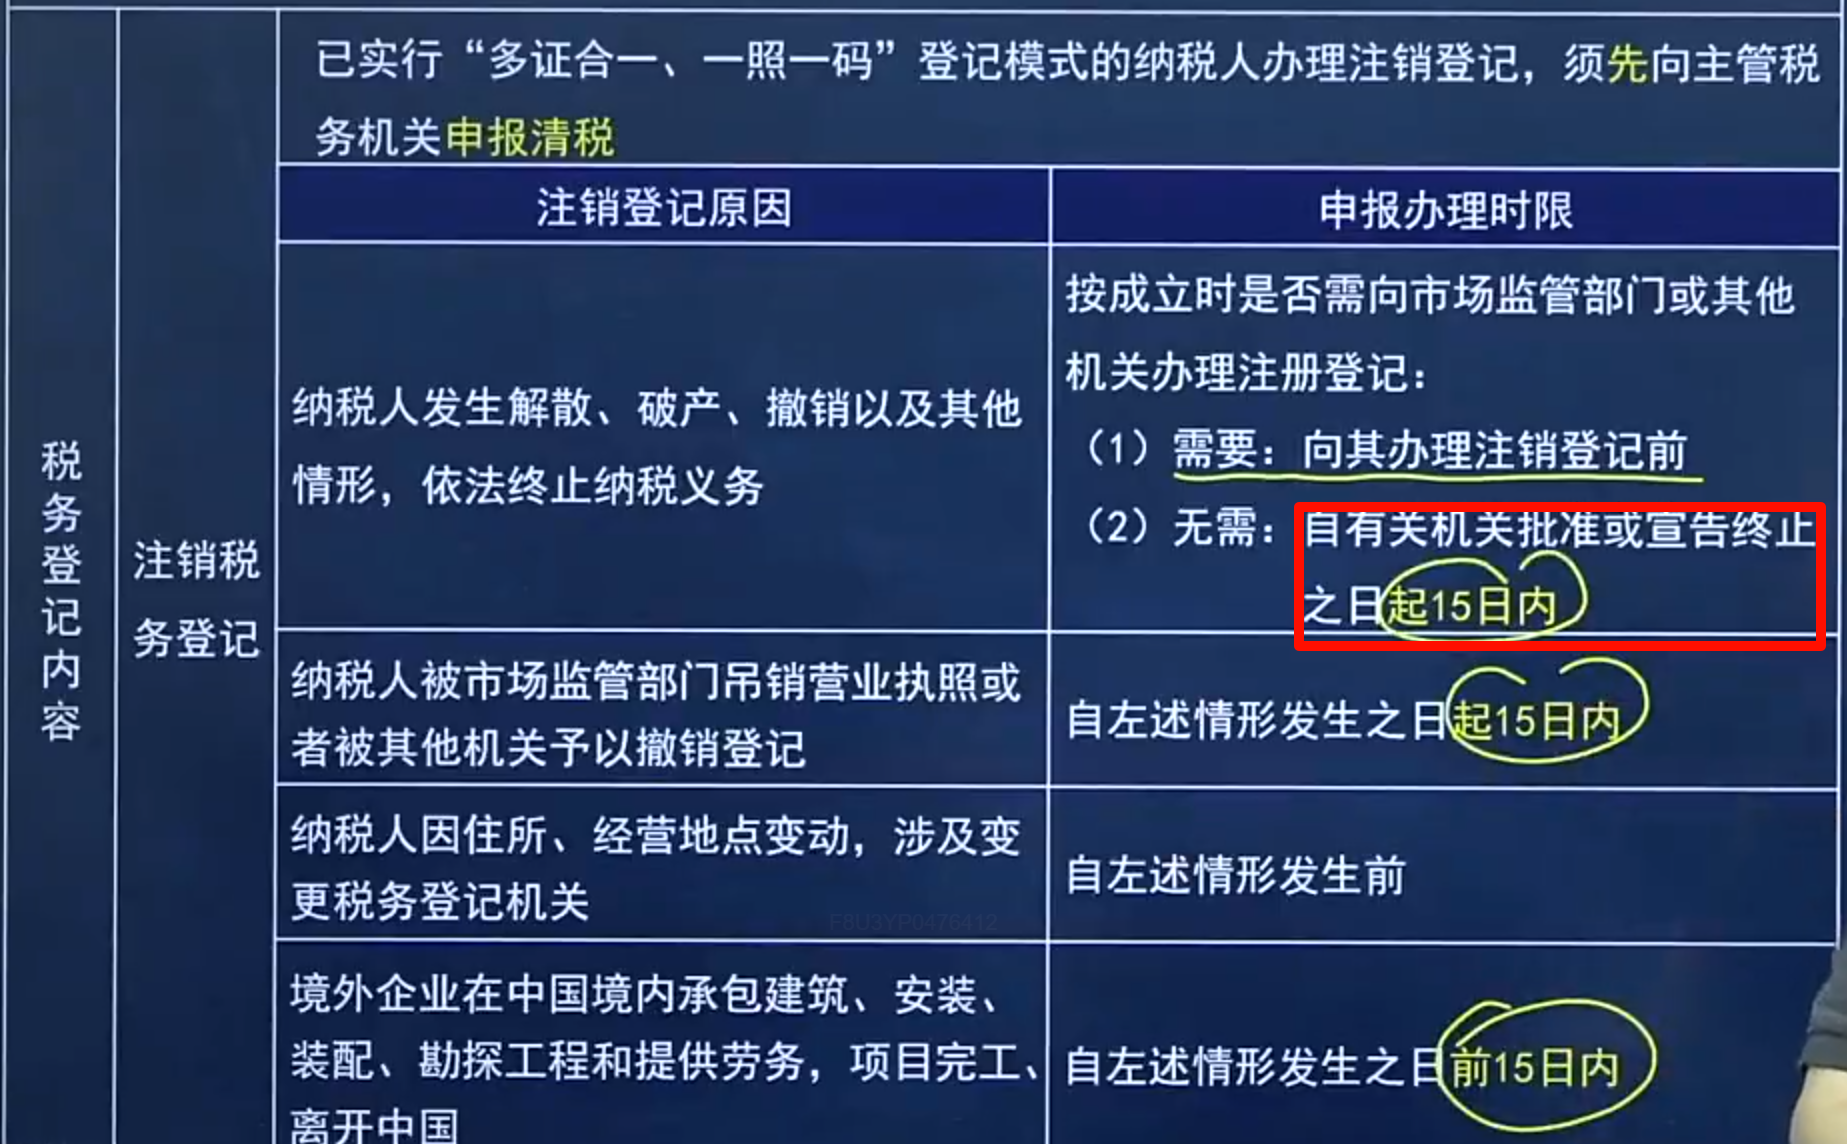 已实行“多证合一、一照一码”登记模式的纳税人办理注销登记，须先向主管税
务机关申报清税
税务登记内容
注销税
务登记
注销登记原因
申报办理时限
纳税人发生解散、破产、撤销以及其他
情形，依法终止纳税义务
按成立时是否需向市场监管部门或其他
机关办理注册登记：
（1）需要：向其办理注销登记前
（2）无需：自有关机关批准或宣告终止
之日起15日内
纳税人被市场监管部门吊销营业执照或
者被其他机关予以撤销登记
自左述情形发生之日起15日内
纳税人因住所、经营地点变动，涉及变
更税务登记机关
自左述情形发生前
F8U3YP0476412
境外企业在中国境内承包建筑、安装、
装配、勘探工程和提供劳务，项目完工、
离开中国
自左述情形发生之日前15日内